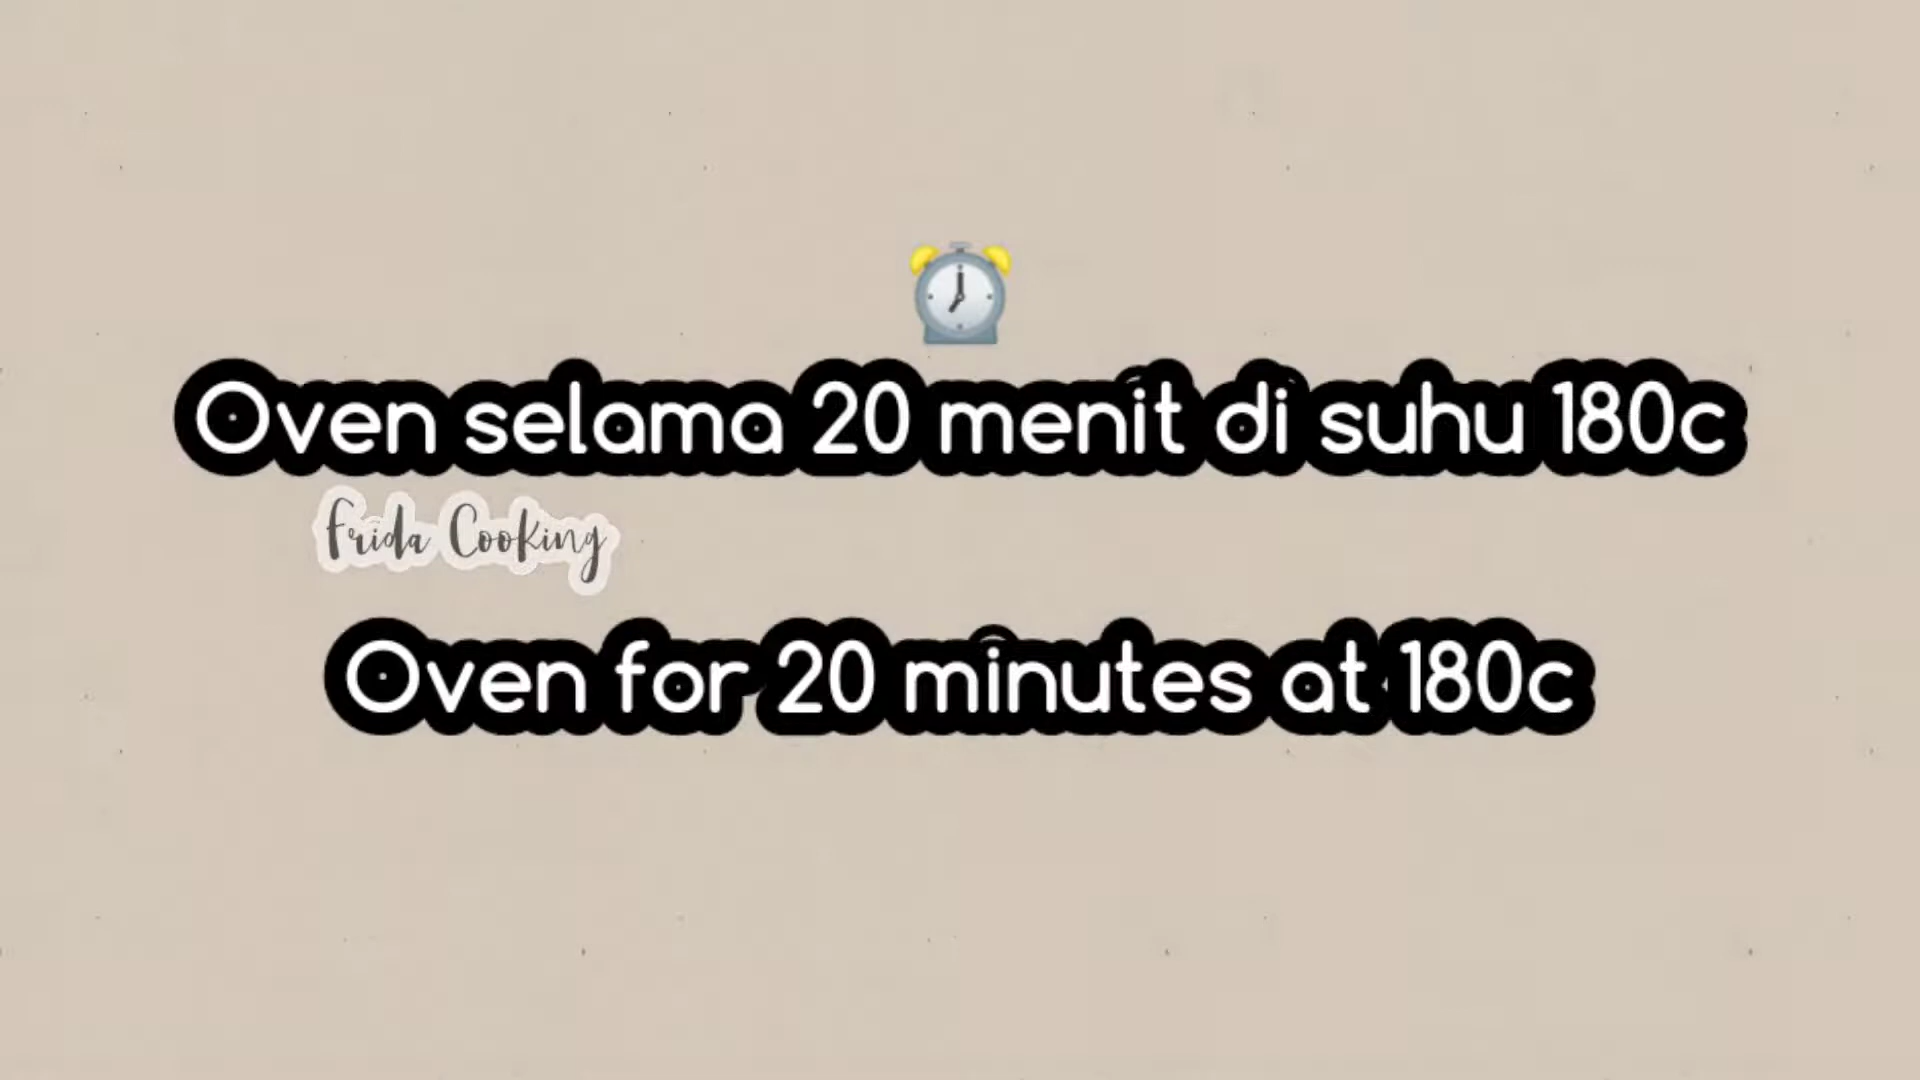 Oven selama 20 menit di suhu 180c
Frida Cooking
Oven for 20 minutes at 180c